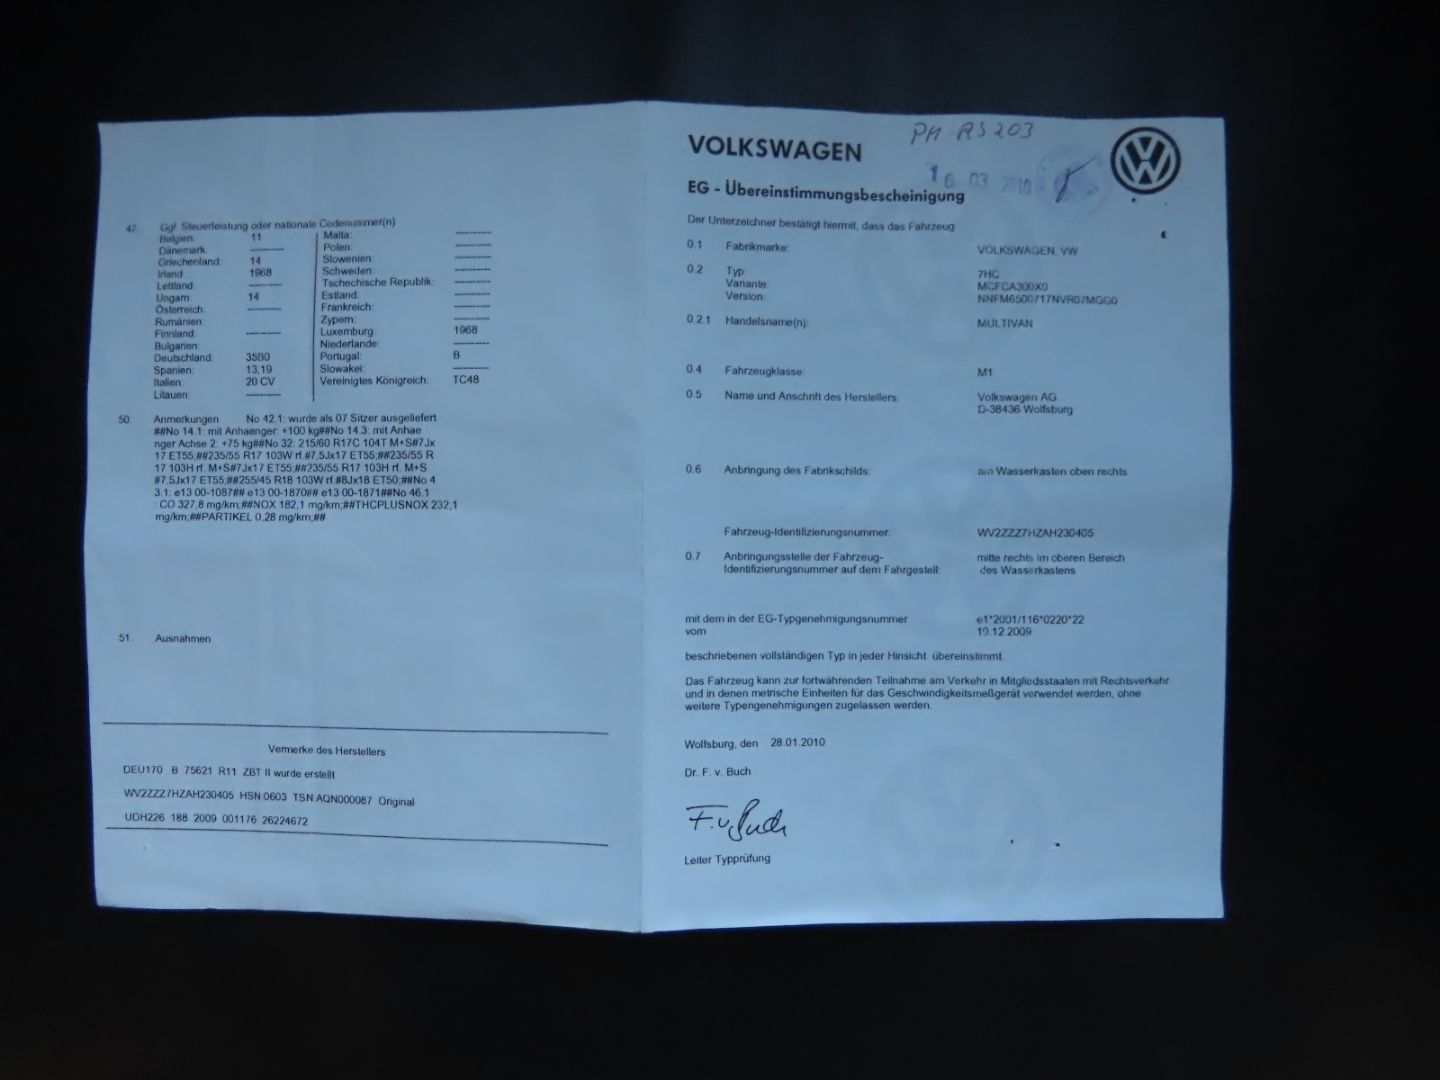 47. Ggf. Steuerleistung oder nationale Codenummer(n)
Belgien: 11
Dänemark: --------
Griechenland: 14
Irland: 1968
Lettland: --------
Ungarn: 14
Österreich: --------
Rumänien:
Finnland: --------
Bulgarien:
Deutschland: 35B0
Spanien: 13,19
Italien: 20 CV
Litauen: --------
Malta: --------
Polen: --------
Slowenien: --------
Schweden: --------
Tschechische Republik: --------
Estland: --------
Frankreich: --------
Zypern: --------
Luxemburg: 1968
Niederlande: --------
Portugal: B
Slowakei: --------
Vereinigtes Königreich: TC48
50. Anmerkungen No 42.1: wurde als 07 Sitzer ausgeliefert
##No 14.1: mit Anhaenger: +100 kg##No 14.3: mit Anhae
nger Achse 2: +75 kg##No 32: 215/60 R17C 104T M+S#7Jx
17 ET55;##235/55 R17 103W rf.#7,5Jx17 ET55;##235/55 R
17 103H rf. M+S#7Jx17 ET55;##235/55 R17 103H rf. M+S
#7,5Jx17 ET55;##255/45 R18 103W rf.#8Jx18 ET50;##No 4
3.1: e13 00-1087## e13 00-1870## e13 00-1871##No 46.1
: CO 327,8 mg/km;##NOX 182,1 mg/km;##THCPLUSNOX 232,1
mg/km;##PARTIKEL 0,28 mg/km;##
51. Ausnahmen
Vermerke des Herstellers
DEU170 B 75621 R11 ZBT II wurde erstellt
WV2ZZZ7HZAH230405 HSN:0603 TSN:AQN000087 Original
UDH226 188 2009 001176 26224672
PM RS203
VOLKSWAGEN
16 03 2010
EG - Übereinstimmungsbescheinigung
Der Unterzeichner bestätigt hiermit, dass das Fahrzeug
0.1 Fabrikmarke: VOLKSWAGEN, VW
0.2 Typ: 7HC
Variante: MCFCA300X0
Version: NNFM6500717NVR07MGG0
0.2.1 Handelsname(n): MULTIVAN
0.4 Fahrzeugklasse: M1
0.5 Name und Anschrift des Herstellers: Volkswagen AG
D-38436 Wolfsburg
0.6 Anbringung des Fabrikschilds: am Wasserkasten oben rechts
Fahrzeug-Identifizierungsnummer: WV2ZZZ7HZAH230405
0.7 Anbringungsstelle der Fahrzeug- mitte rechts im oberen Bereich
Identifizierungsnummer auf dem Fahrgestell: des Wasserkastens
mit dem in der EG-Typgenehmigungsnummer e1*2001/116*0220*22
vom 10.12.2009
beschriebenen vollständigen Typ in jeder Hinsicht übereinstimmt.
Das Fahrzeug kann zur fortwährenden Teilnahme am Verkehr in Mitgliedsstaaten mit Rechtsverkehr
und in denen metrische Einheiten für das Geschwindigkeitsmeßgerät verwendet werden, ohne
weitere Typengenehmigungen zugelassen werden.
Wolfsburg, den 28.01.2010
Dr. F. v. Buch
F. v. Buch
Leiter Typprüfung